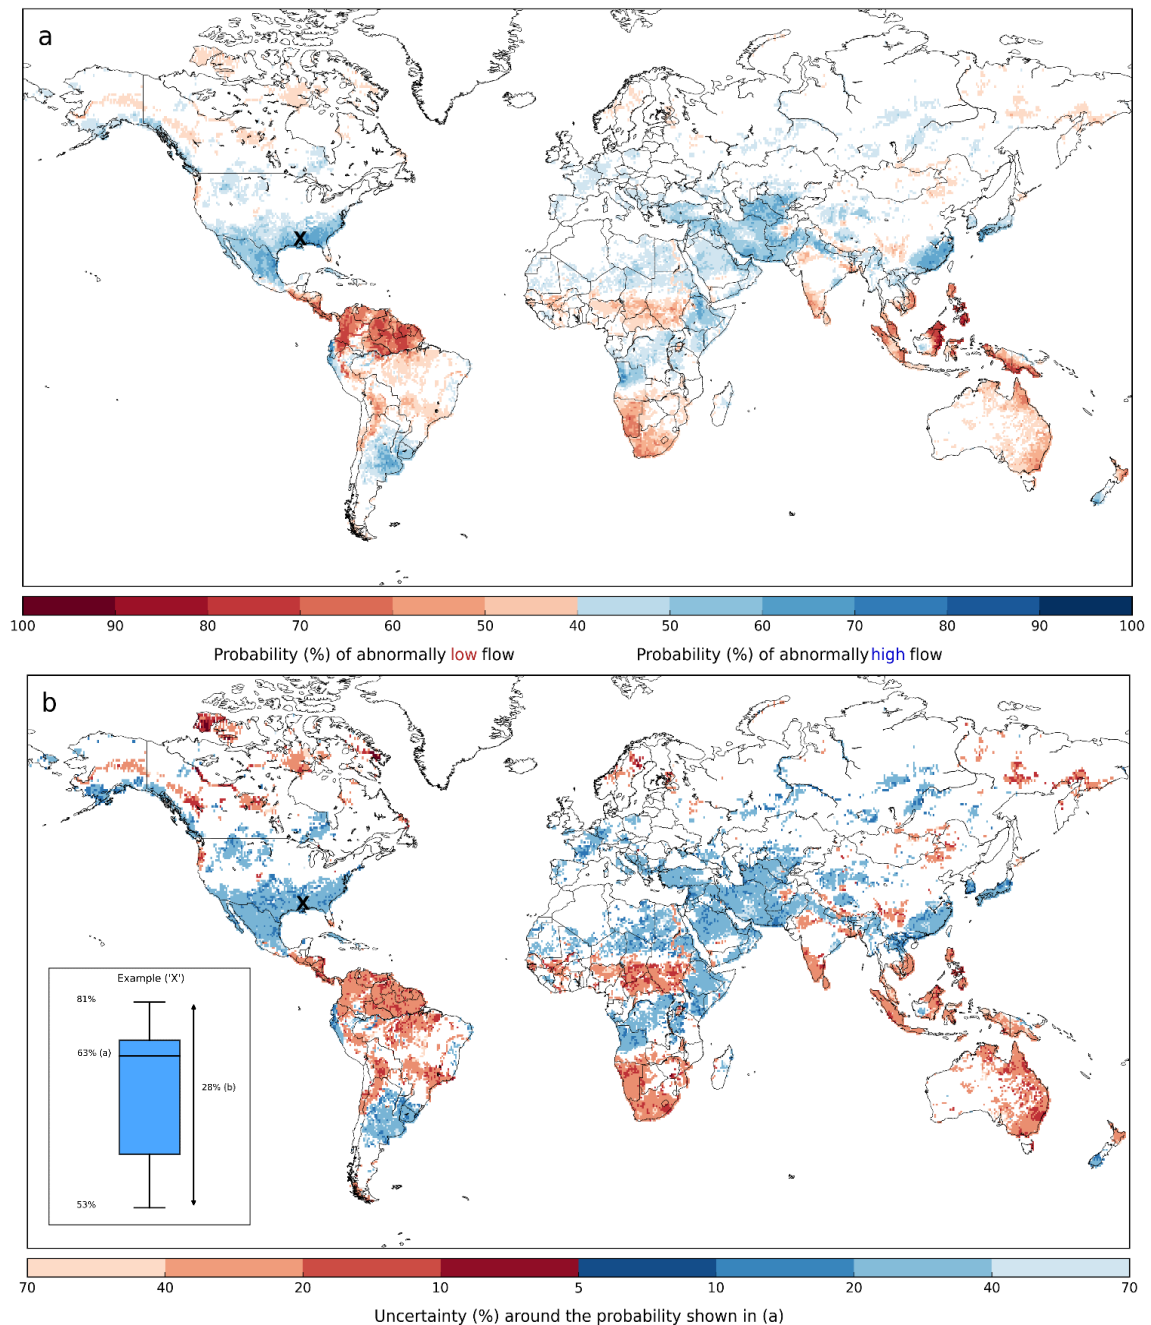 a
X
100 90 80 70 60 50 40 50 60 70 80 90 100
Probability (%) of abnormally low flow
Probability (%) of abnormally high flow
b
X
Example ('X')
81%
63% (a)
28% (b)
53%
70 40 20 10 5 10 20 40 70
Uncertainty (%) around the probability shown in (a)